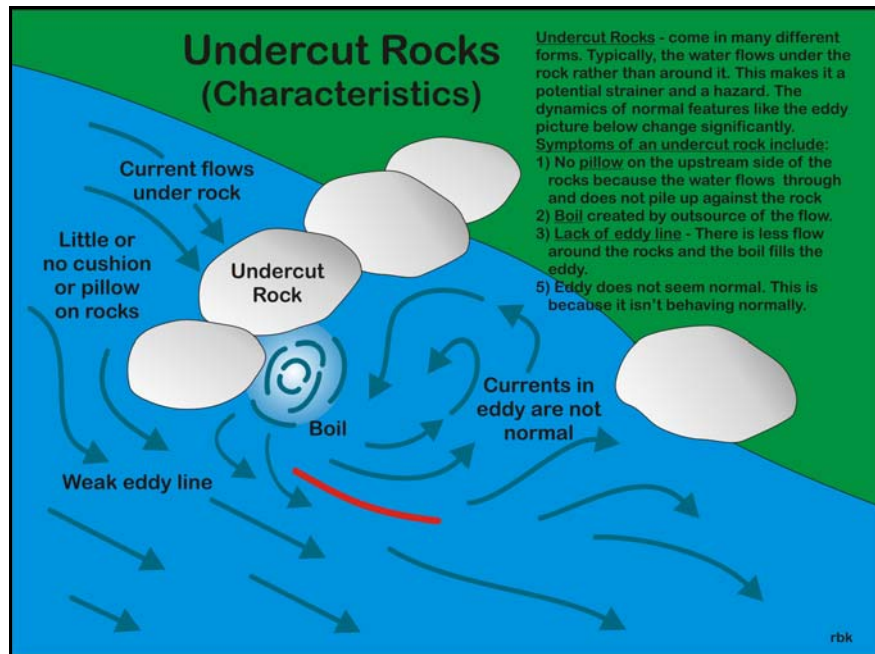 Undercut Rocks
(Characteristics)
Undercut Rocks - come in many different
forms. Typically, the water flows under the
rock rather than around it. This makes it a
potential strainer and a hazard. The
dynamics of normal features like the eddy
picture below change significantly.
Symptoms of an undercut rock include:
1) No pillow on the upstream side of the
rocks because the water flows through
and does not pile up against the rock
2) Boil created by outsource of the flow.
3) Lack of eddy line - There is less flow
around the rocks and the boil fills the
eddy.
5) Eddy does not seem normal. This is
because it isn't behaving normally.
Current flows
under rock
Little or
no cushion
or pillow
on rocks
Undercut
Rock
Boil
Currents in
eddy are not
normal
Weak eddy line
rbk